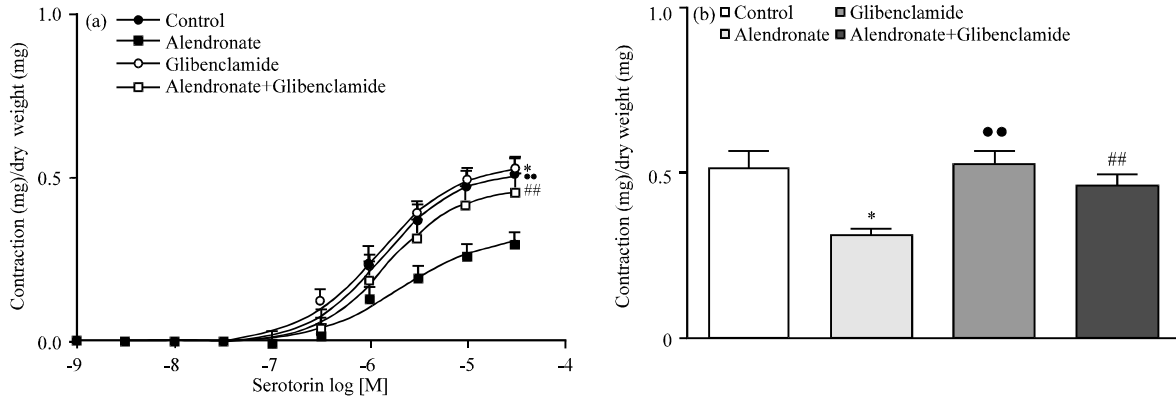 (a)
Control
Alendronate
Glibenclamide
Alendronate+Glibenclamide
1.0
0.5
0.0
Contraction (mg)/dry weight (mg)
*
••
##
-9 -8 -7 -6 -5 -4
Serotorin log [M]
(b)
Control Glibenclamide
Alendronate Alendronate+Glibenclamide
1.0
0.5
0
Contraction (mg)/dry weight (mg)
*
••
##